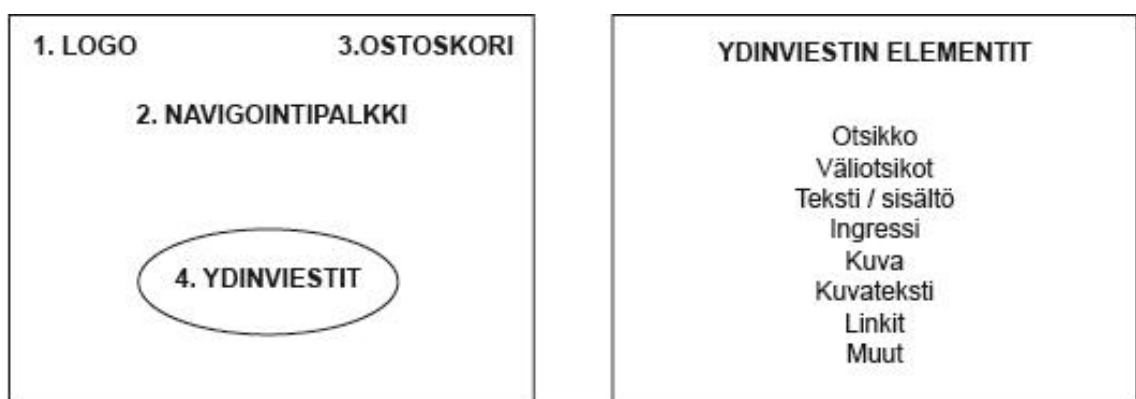 1. LOGO
3.OSTOSKORI
2. NAVIGOINTIPALKKI
4. YDINVIESTIT
YDINVIESTIN ELEMENTIT
Otsikko
Väliotsikot
Teksti / sisältö
Ingressi
Kuva
Kuvateksti
Linkit
Muut